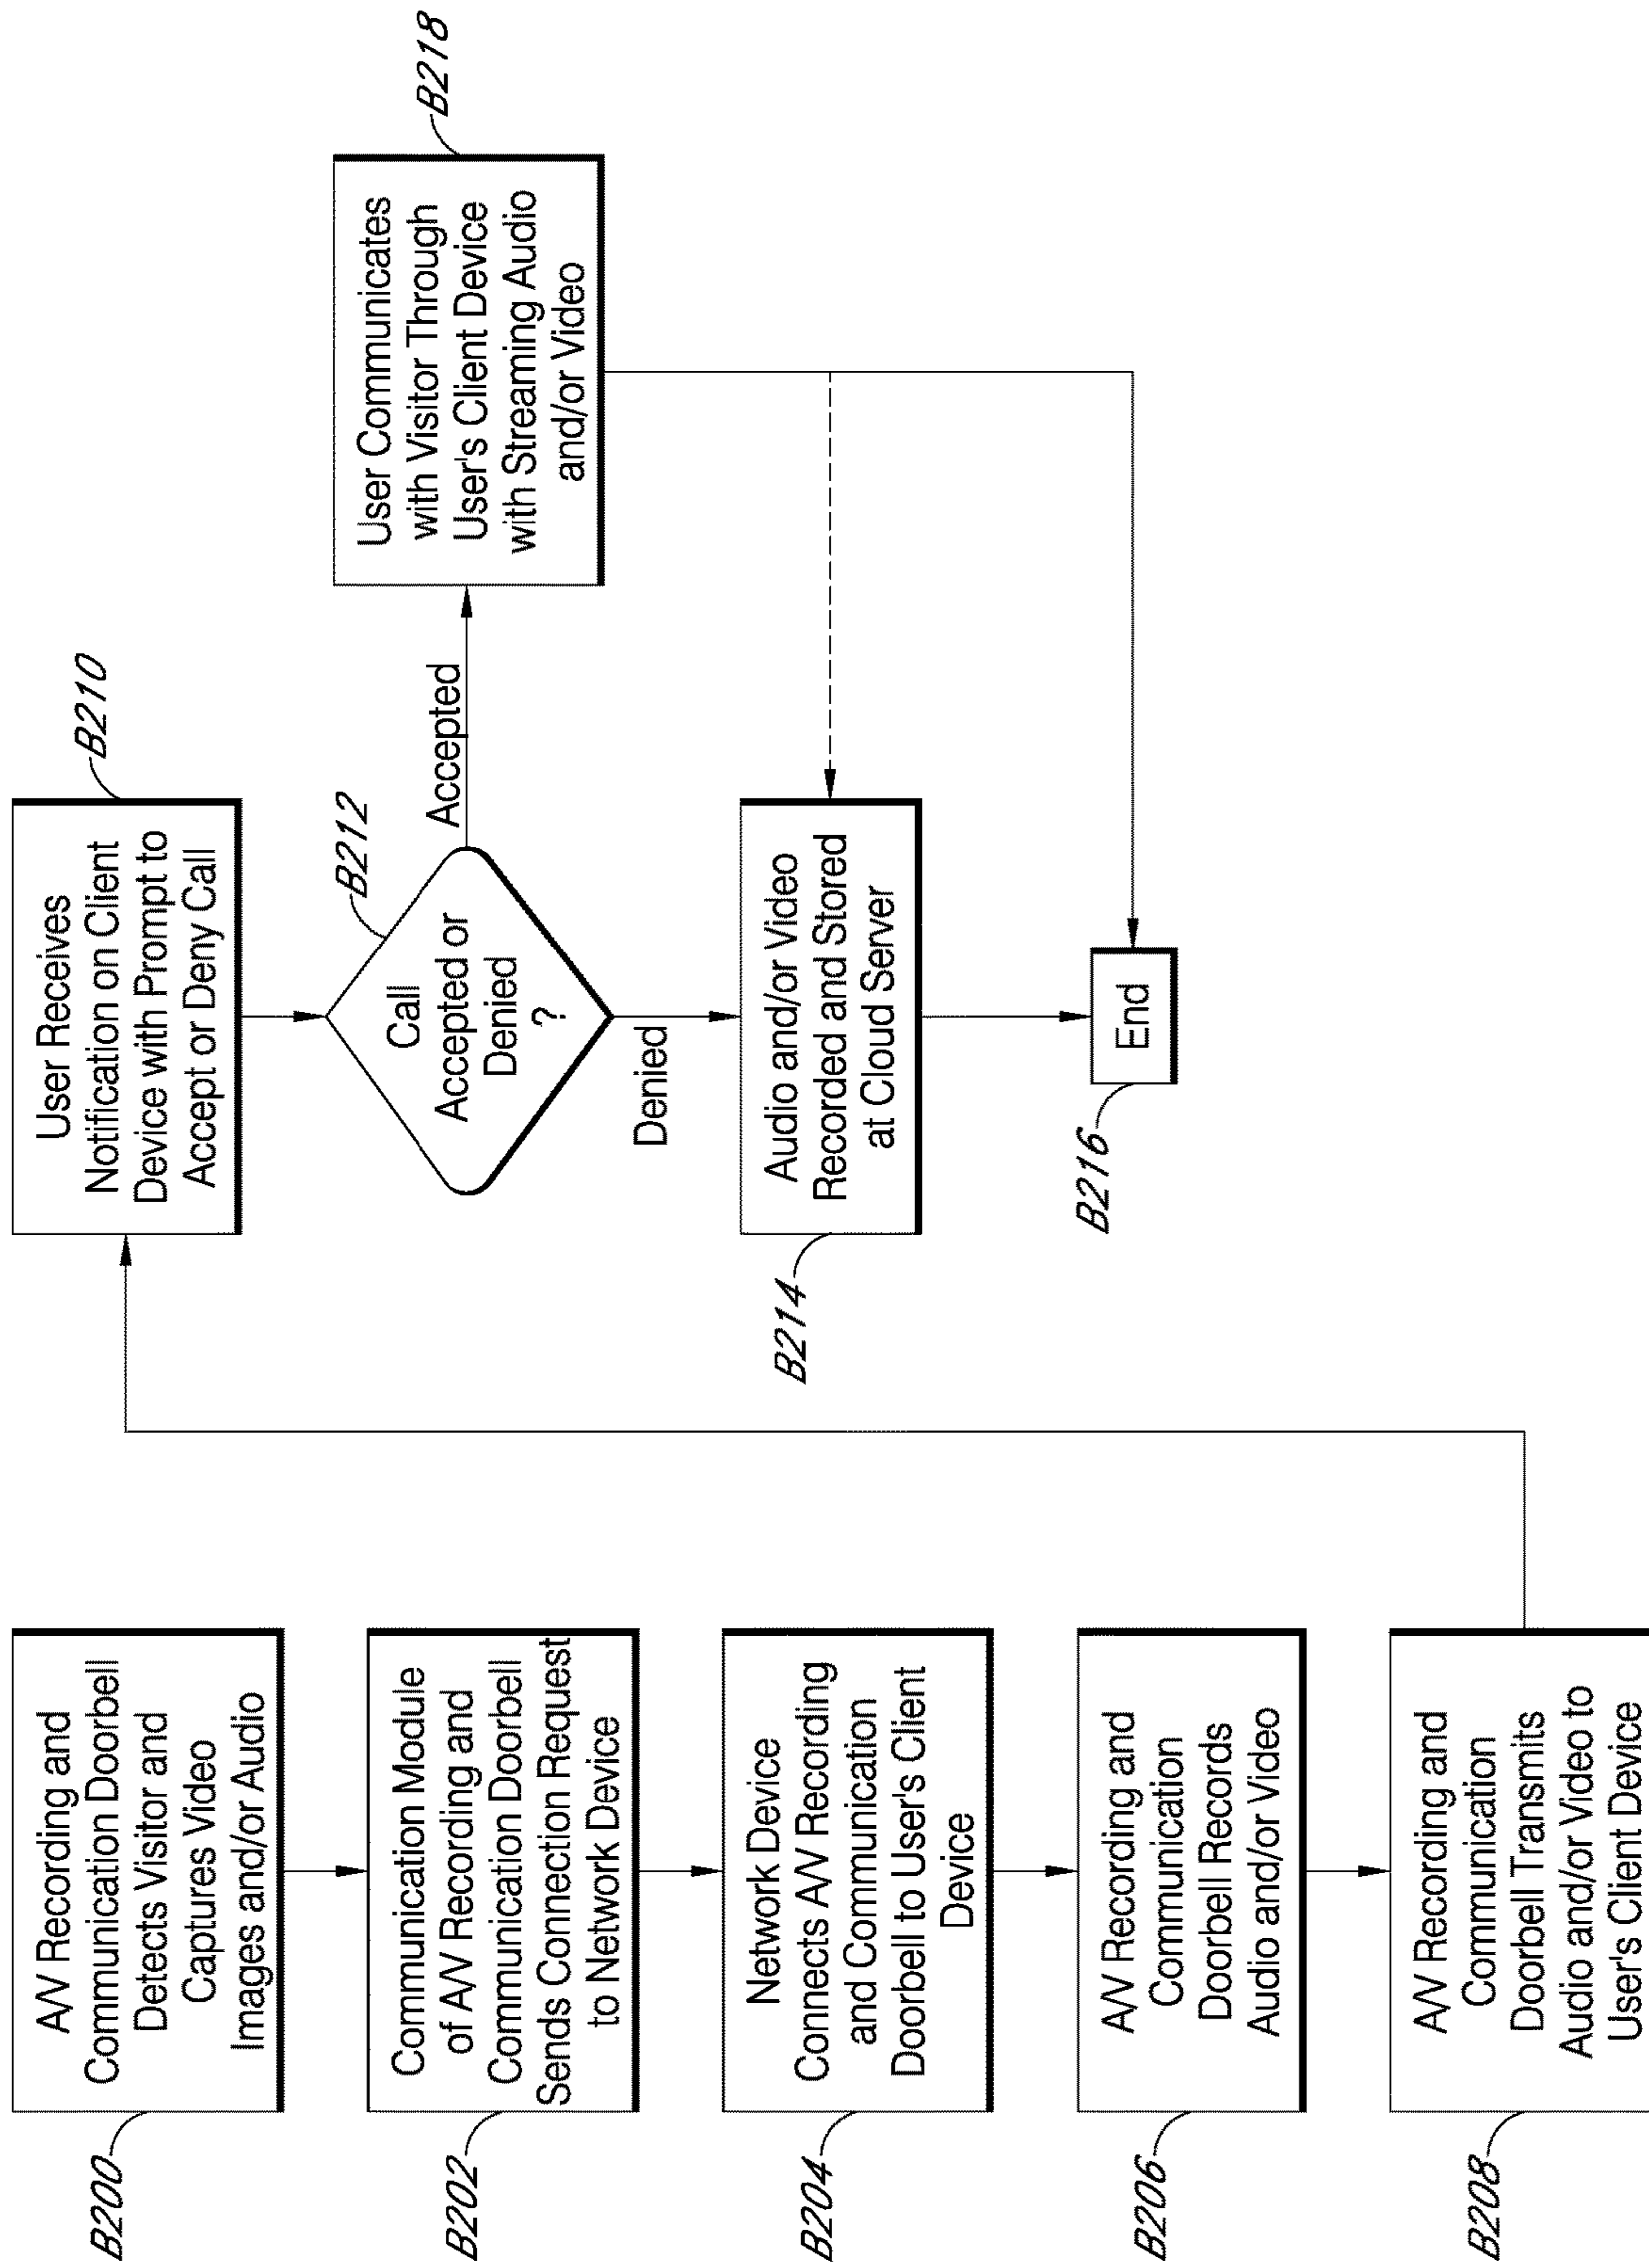 B200
A/V Recording and
Communication Doorbell
Detects Visitor and
Captures Video
Images and/or Audio
B202
Communication Module
of A/V Recording and
Communication Doorbell
Sends Connection Request
to Network Device
B204
Network Device
Connects A/V Recording
and Communication
Doorbell to User's Client
Device
B206
A/V Recording and
Communication
Doorbell Records
Audio and/or Video
B208
A/V Recording and
Communication
Doorbell Transmits
Audio and/or Video to
User's Client Device
B210
User Receives
Notification on Client
Device with Prompt to
Accept or Deny Call
B212
Call
Accepted or
Denied
?
Accepted
Denied
B214
Audio and/or Video
Recorded and Stored
at Cloud Server
B216
End
B218
User Communicates
with Visitor Through
User's Client Device
with Streaming Audio
and/or Video